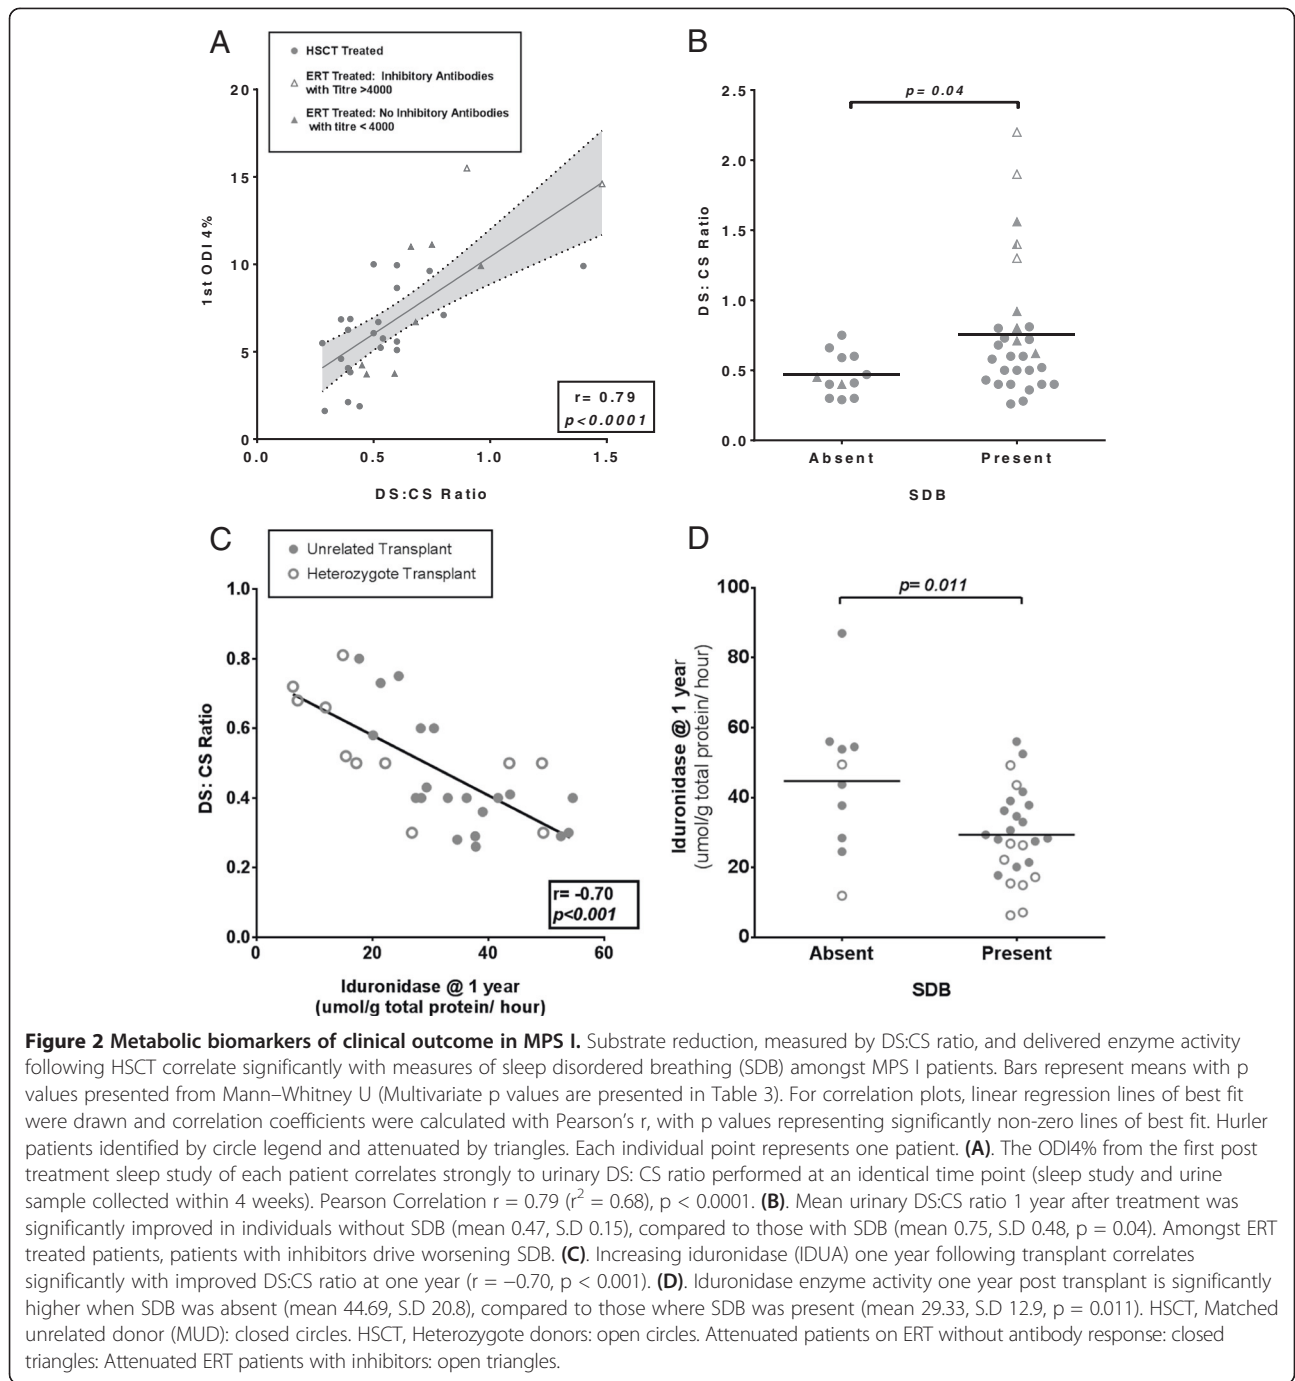 A
HSCT Treated
ERT Treated: Inhibitory Antibodies
with Titre >4000
ERT Treated: No Inhibitory Antibodies
with titre < 4000
20
15
10
5
0
1st ODI 4%
r= 0.79
p<0.0001
0.0 0.5 1.0 1.5
DS:CS Ratio
B
p= 0.04
2.5
2.0
1.5
1.0
0.5
0.0
DS: CS Ratio
Absent Present
SDB
C
Unrelated Transplant
Heterozygote Transplant
1.0
0.8
0.6
0.4
0.2
0.0
DS: CS Ratio
r= -0.70
p<0.001
0 20 40 60
Iduronidase @ 1 year
(umol/g total protein/ hour)
D
p= 0.011
100
80
60
40
20
0
Iduronidase @ 1 year
(umol/g total protein/ hour)
Absent Present
SDB
Figure 2 Metabolic biomarkers of clinical outcome in MPS I. Substrate reduction, measured by DS:CS ratio, and delivered enzyme activity
following HSCT correlate significantly with measures of sleep disordered breathing (SDB) amongst MPS I patients. Bars represent means with p
values presented from Mann–Whitney U (Multivariate p values are presented in Table 3). For correlation plots, linear regression lines of best fit
were drawn and correlation coefficients were calculated with Pearson's r, with p values representing significantly non-zero lines of best fit. Hurler
patients identified by circle legend and attenuated by triangles. Each individual point represents one patient. (A). The ODI4% from the first post
treatment sleep study of each patient correlates strongly to urinary DS: CS ratio performed at an identical time point (sleep study and urine
sample collected within 4 weeks). Pearson Correlation r = 0.79 (r² = 0.68), p < 0.0001. (B). Mean urinary DS:CS ratio 1 year after treatment was
significantly improved in individuals without SDB (mean 0.47, S.D 0.15), compared to those with SDB (mean 0.75, S.D 0.48, p = 0.04). Amongst ERT
treated patients, patients with inhibitors drive worsening SDB. (C). Increasing iduronidase (IDUA) one year following transplant correlates
significantly with improved DS:CS ratio at one year (r = −0.70, p < 0.001). (D). Iduronidase enzyme activity one year post transplant is significantly
higher when SDB was absent (mean 44.69, S.D 20.8), compared to those where SDB was present (mean 29.33, S.D 12.9, p = 0.011). HSCT, Matched
unrelated donor (MUD): closed circles. HSCT, Heterozygote donors: open circles. Attenuated patients on ERT without antibody response: closed
triangles: Attenuated ERT patients with inhibitors: open triangles.